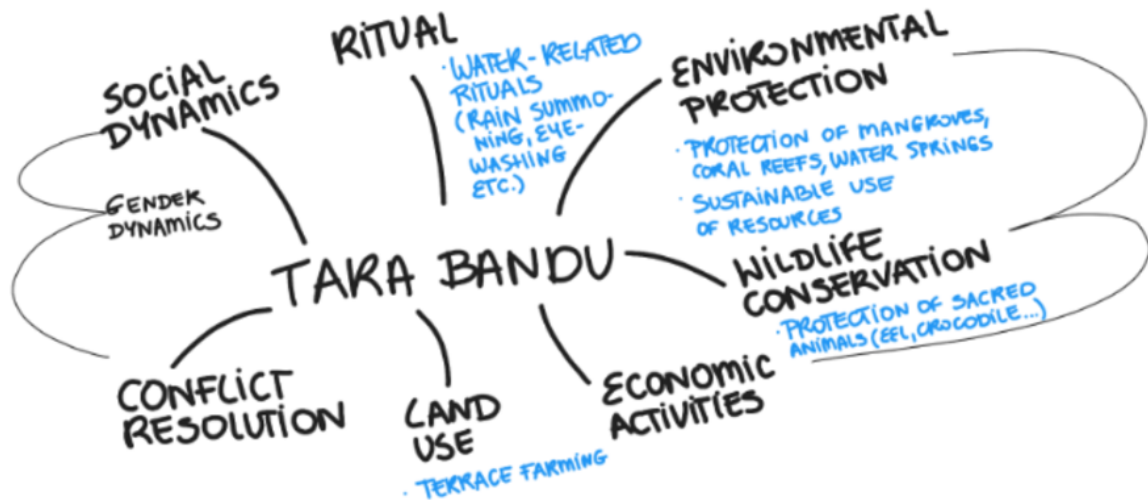 RITUAL
· WATER-RELATED
RITUALS
(RAIN SUMMO-
NING, EYE-
WASHING
ETC.)
ENVIRONMENTAL
PROTECTION
· PROTECTION OF MANGROVES,
CORAL REEFS, WATER SPRINGS
· SUSTAINABLE USE
OF RESOURCES
SOCIAL
DYNAMICS
GENDER
DYNAMICS
TARA BANDU
WILDLIFE
CONSERVATION
· PROTECTION OF SACRED
ANIMALS (EEL, CROCODILE...)
CONFLICT
RESOLUTION
LAND
USE
· TERRACE FARMING
ECONOMIC
ACTIVITIES